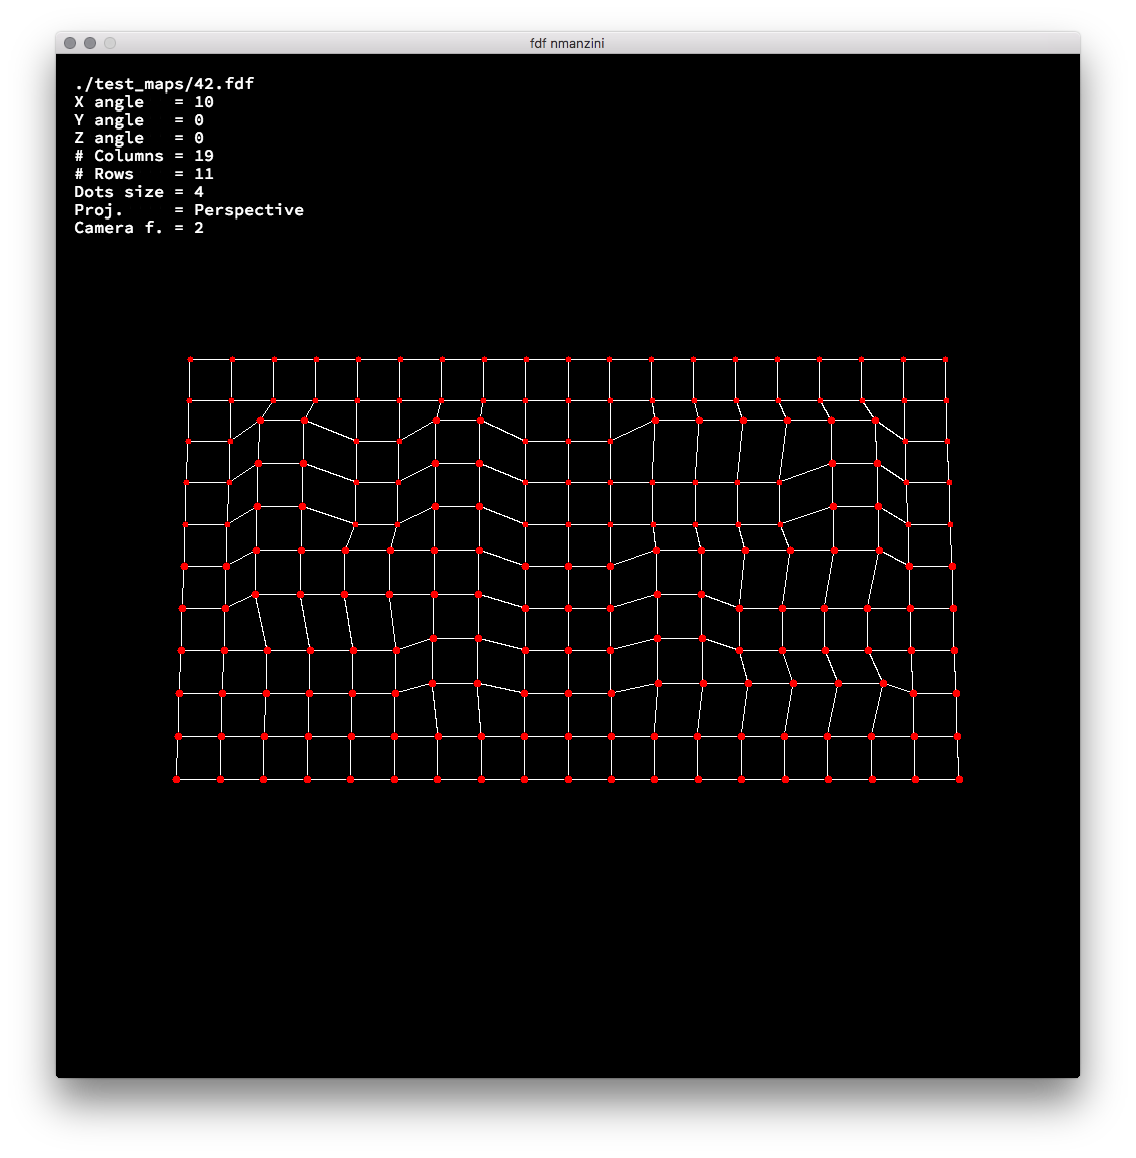 fdf nmanzini
./test_maps/42.fdf
X angle   = 10
Y angle   = 0
Z angle   = 0
# Columns = 19
# Rows    = 11
Dots size = 4
Proj.     = Perspective
Camera f. = 2